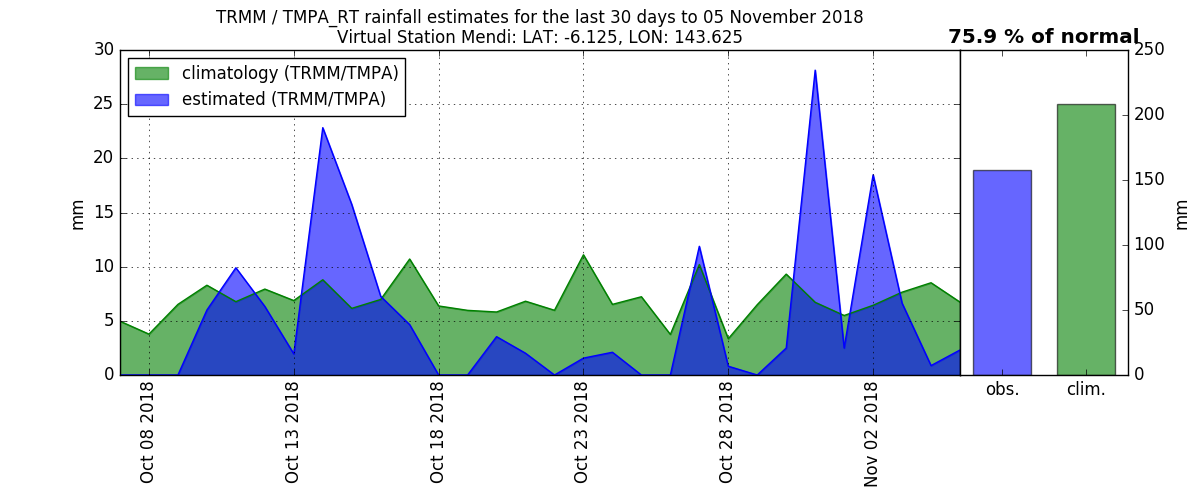 TRMM / TMPA_RT rainfall estimates for the last 30 days to 05 November 2018
Virtual Station Mendi: LAT: -6.125, LON: 143.625
75.9 % of normal
climatology (TRMM/TMPA)
estimated (TRMM/TMPA)
30
25
20
15
10
5
0
mm
Oct 08 2018
Oct 13 2018
Oct 18 2018
Oct 23 2018
Oct 28 2018
Nov 02 2018
250
200
150
100
50
0
mm
obs.
clim.